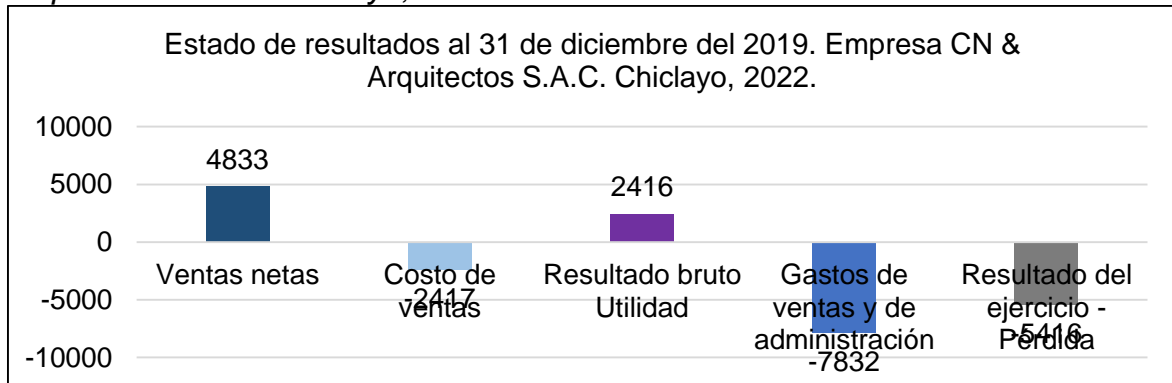 Estado de resultados al 31 de diciembre del 2019. Empresa CN &
Arquitectos S.A.C. Chiclayo, 2022.
10000
5000
0
-5000
-10000
4833
-2417
2416
-7832
-5416
Ventas netas
Costo de
ventas
Resultado bruto
Utilidad
Gastos de
ventas y de
administración
Resultado del
ejercicio -
Pérdida